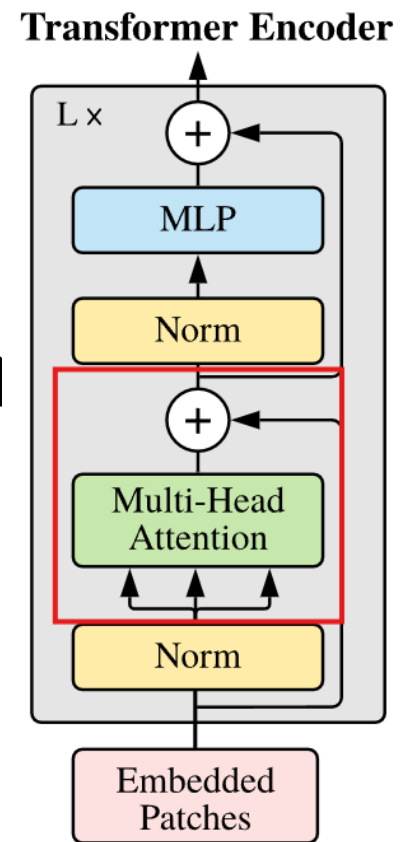 Transformer Encoder
L ×
+
MLP
Norm
+
Multi-Head
Attention
Norm
Embedded
Patches